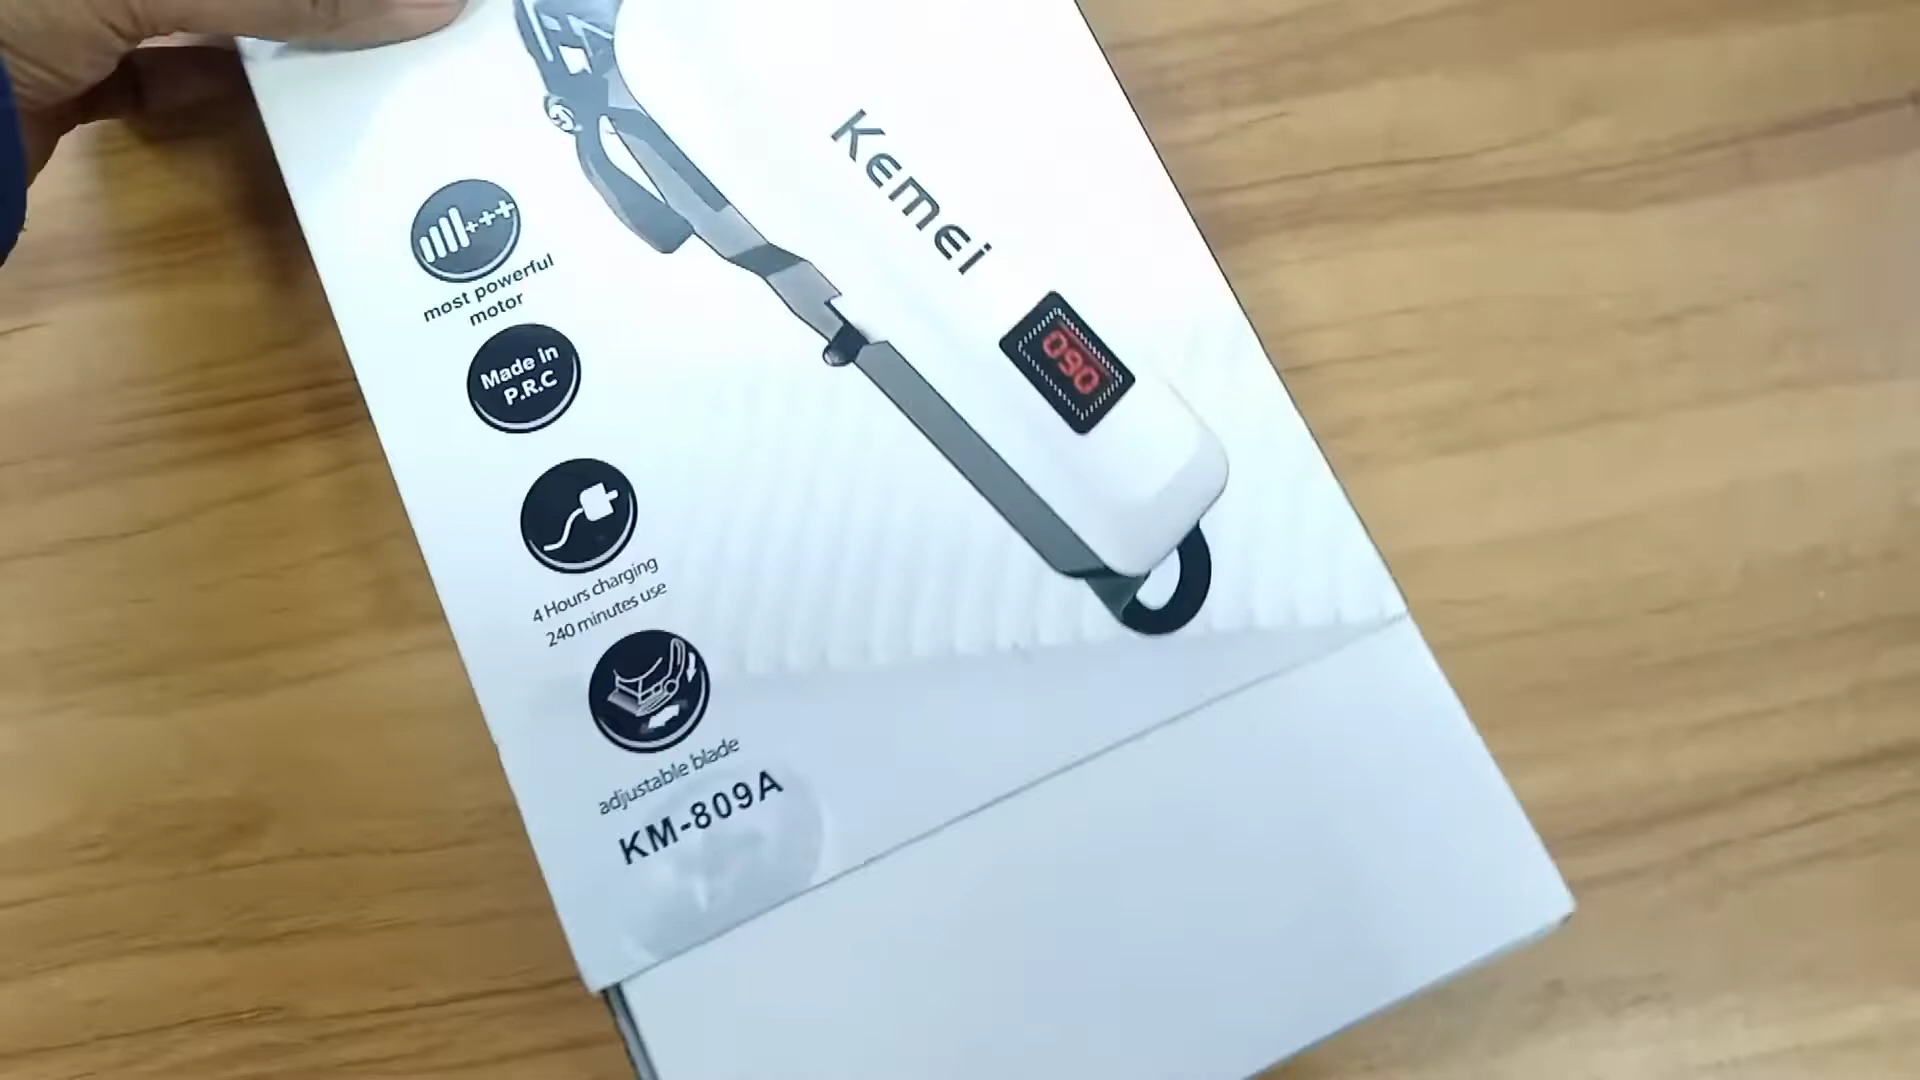 Kemei
090
most powerful
motor
Made in
P.R.C
4 Hours charging
240 minutes use
adjustable blade
KM-809A